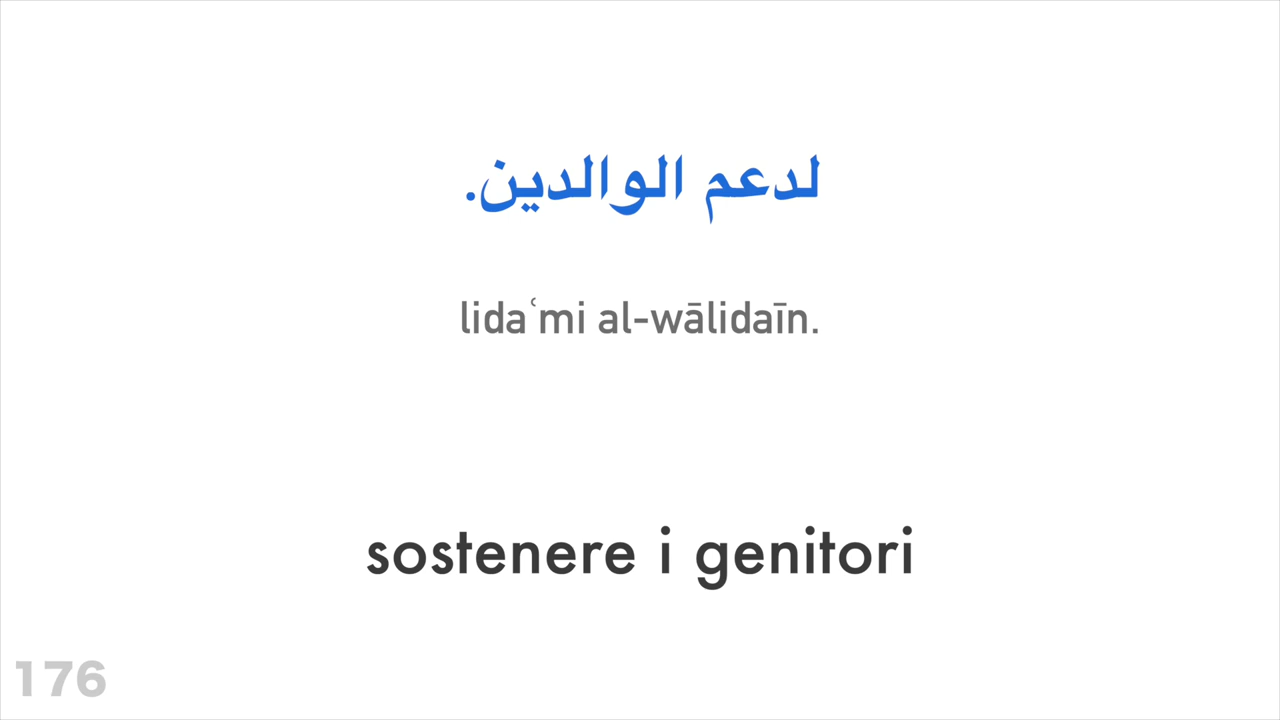 لدعم الوالدين.
lidaʿmi al-wālidaīn.
sostenere i genitori
176